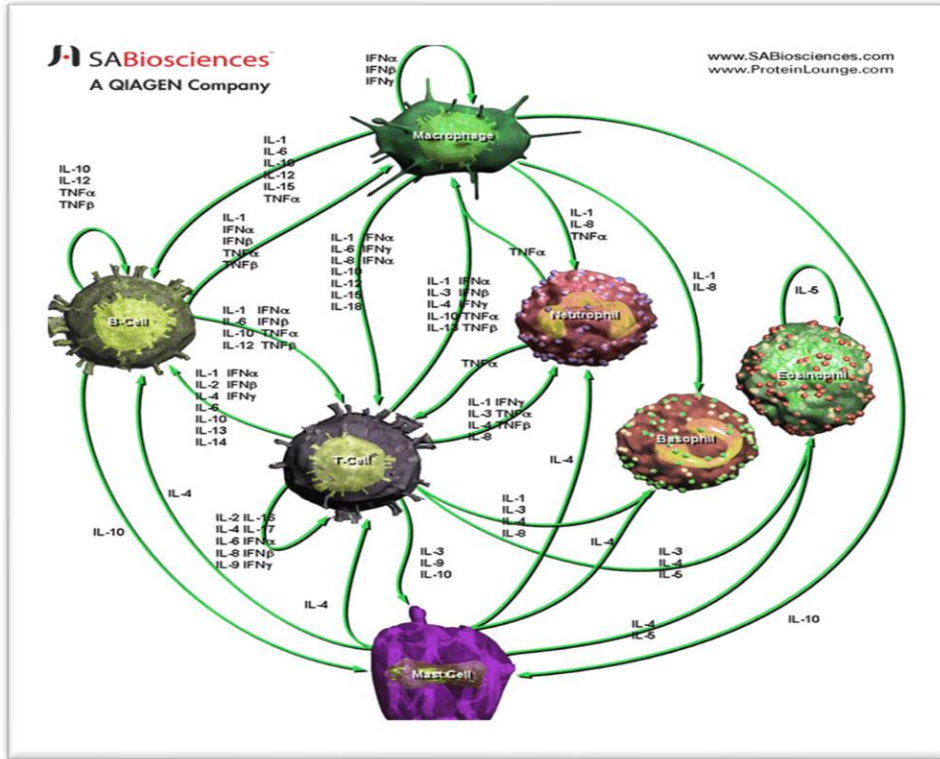 SABiosciences™
A QIAGEN Company
www.SABiosciences.com
www.ProteinLounge.com
IFNα
IFNβ
IFNγ
Macrophage
IL-1
IL-6
IL-10
IL-12
IL-15
TNFα
IL-10
IL-12
TNFα
TNFβ
IL-1
IFNα
IFNβ
TNFα
TNFβ
IL-1 IFNα
IL-6 IFNγ
IL-8 IFNα
IL-10
IL-12
IL-15
IL-18
IL-1 IFNα
IL-3 IFNβ
IL-4 IFNγ
IL-10 TNFα
IL-13 TNFβ
TNFα
IL-1
IL-8
TNFα
IL-1
IL-8
IL-5
B-Cell
Neutrophil
Eosinophil
IL-1 IFNα
IL-6 IFNβ
IL-10 TNFα
IL-12 TNFβ
TNFα
IL-1 IFNα
IL-2 IFNβ
IL-4 IFNγ
IL-6
IL-10
IL-13
IL-14
IL-1 IFNγ
IL-3 TNFα
IL-4 TNFβ
IL-8
Basophil
T-Cell
IL-4
IL-4
IL-10
IL-2 IL-16
IL-4 IL-17
IL-6 IFNα
IL-8 IFNβ
IL-9 IFNγ
IL-1
IL-3
IL-4
IL-8
IL-4
IL-3
IL-9
IL-10
IL-3
IL-4
IL-5
IL-4
IL-4
IL-5
IL-10
Mast Cell